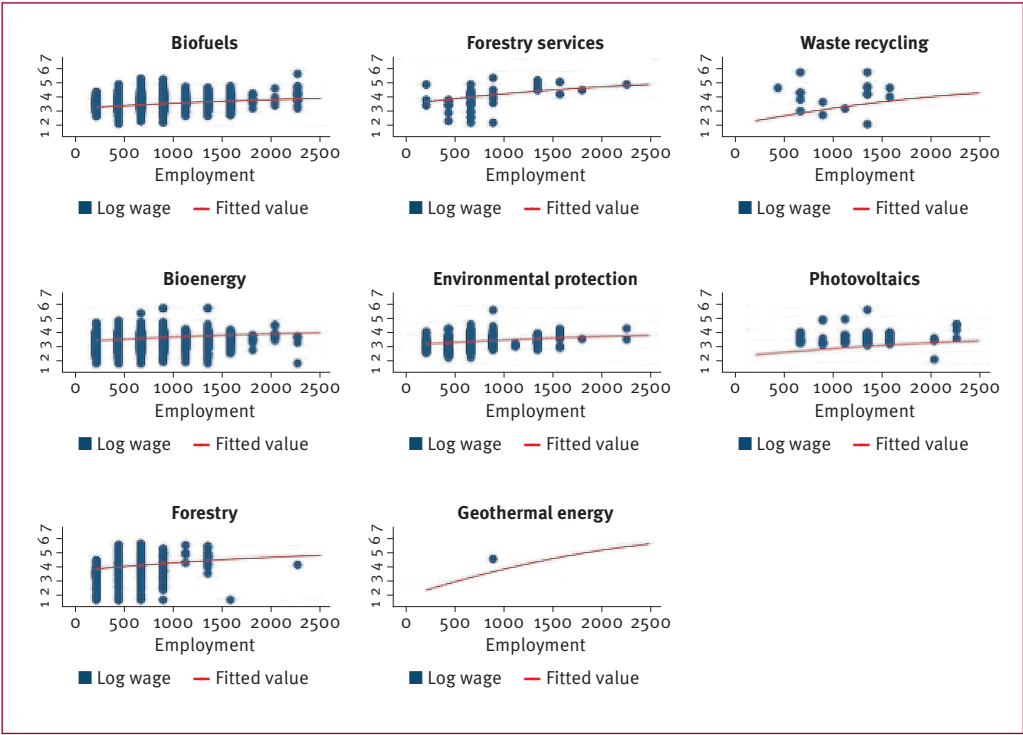 Biofuels
1 2 3 4 5 6 7
0 500 1000 1500 2000 2500
Employment
Log wage Fitted value
Forestry services
1 2 3 4 5 6 7
0 500 1000 1500 2000 2500
Employment
Log wage Fitted value
Waste recycling
1 2 3 4 5 6 7
0 500 1000 1500 2000 2500
Employment
Log wage Fitted value
Bioenergy
1 2 3 4 5 6 7
0 500 1000 1500 2000 2500
Employment
Log wage Fitted value
Environmental protection
1 2 3 4 5 6 7
0 500 1000 1500 2000 2500
Employment
Log wage Fitted value
Photovoltaics
1 2 3 4 5 6 7
0 500 1000 1500 2000 2500
Employment
Log wage Fitted value
Forestry
1 2 3 4 5 6 7
0 500 1000 1500 2000 2500
Employment
Log wage Fitted value
Geothermal energy
1 2 3 4 5 6 7
0 500 1000 1500 2000 2500
Employment
Log wage Fitted value